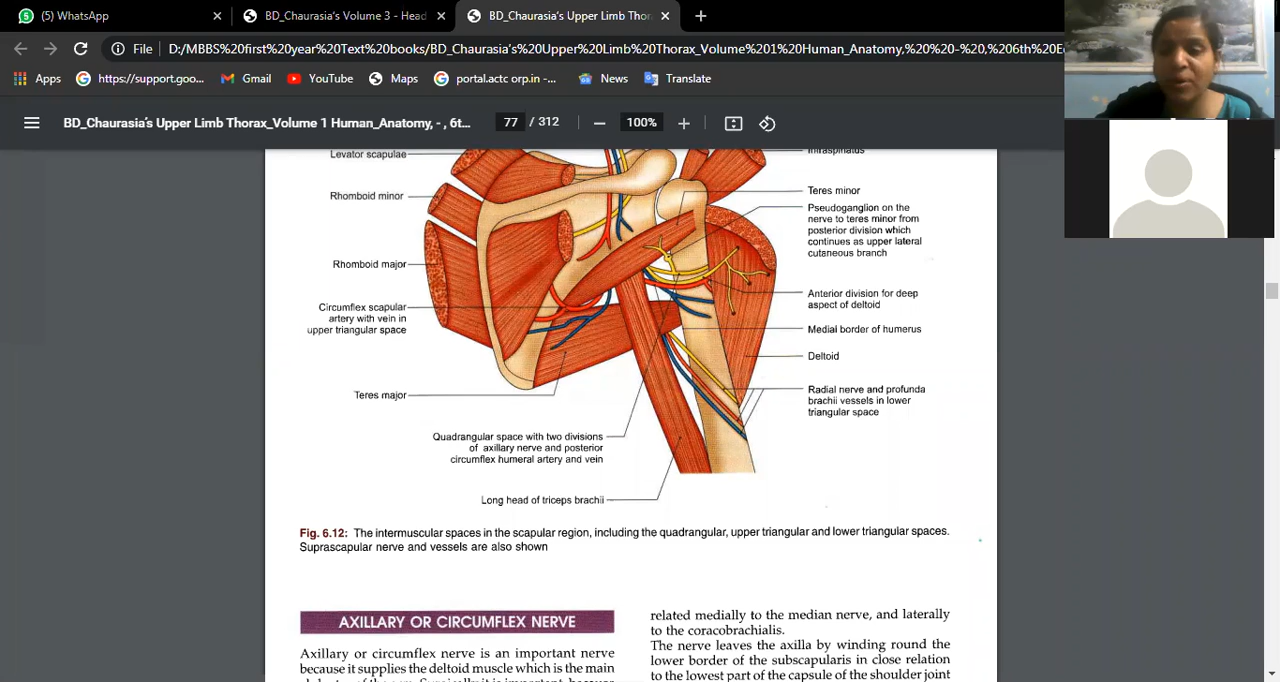 (5) WhatsApp
BD_Chaurasia's Volume 3 - Head
BD_Chaurasia's Upper Limb Thor
File
D:/MBBS%20first%20year%20Text%20books/BD_Chaurasia's%20Upper%20Limb%20Thorax_Volume%201%20Human_Anatomy,%20%20-%20,%206th%20E
Apps
https://support.goo...
Gmail
YouTube
Maps
portal.actc orp.in -...
News
Translate
BD_Chaurasia's Upper Limb Thorax_Volume 1 Human_Anatomy, - , 6t...
77 / 312
100%
Levator scapulae
Infraspinatus
Rhomboid minor
Teres minor
Pseudoganglion on the
nerve to teres minor from
posterior division which
continues as upper lateral
cutaneous branch
Rhomboid major
Anterior division for deep
aspect of deltoid
Circumflex scapular
artery with vein in
upper triangular space
Medial border of humerus
Deltoid
Teres major
Radial nerve and profunda
brachii vessels in lower
triangular space
Quadrangular space with two divisions
of axillary nerve and posterior
circumflex humeral artery and vein
Long head of triceps brachii
Fig. 6.12: The intermuscular spaces in the scapular region, including the quadrangular, upper triangular and lower triangular spaces.
Suprascapular nerve and vessels are also shown
AXILLARY OR CIRCUMFLEX NERVE
Axillary or circumflex nerve is an important nerve
because it supplies the deltoid muscle which is the main
related medially to the median nerve, and laterally
to the coracobrachialis.
The nerve leaves the axilla by winding round the
lower border of the subscapularis in close relation
to the lowest part of the capsule of the shoulder joint